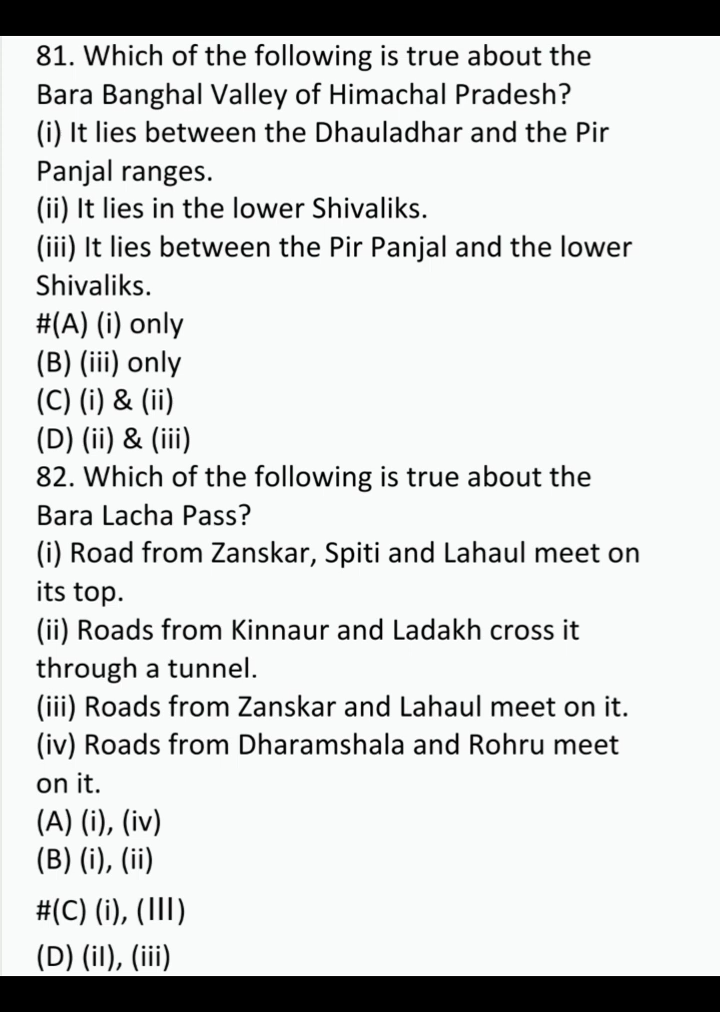 81. Which of the following is true about the
Bara Banghal Valley of Himachal Pradesh?
(i) It lies between the Dhauladhar and the Pir
Panjal ranges.
(ii) It lies in the lower Shivaliks.
(iii) It lies between the Pir Panjal and the lower
Shivaliks.
#(A) (i) only
(B) (iii) only
(C) (i) & (ii)
(D) (ii) & (iii)
82. Which of the following is true about the
Bara Lacha Pass?
(i) Road from Zanskar, Spiti and Lahaul meet on
its top.
(ii) Roads from Kinnaur and Ladakh cross it
through a tunnel.
(iii) Roads from Zanskar and Lahaul meet on it.
(iv) Roads from Dharamshala and Rohru meet
on it.
(A) (i), (iv)
(B) (i), (ii)
#(C) (i), (III)
(D) (iI), (iii)